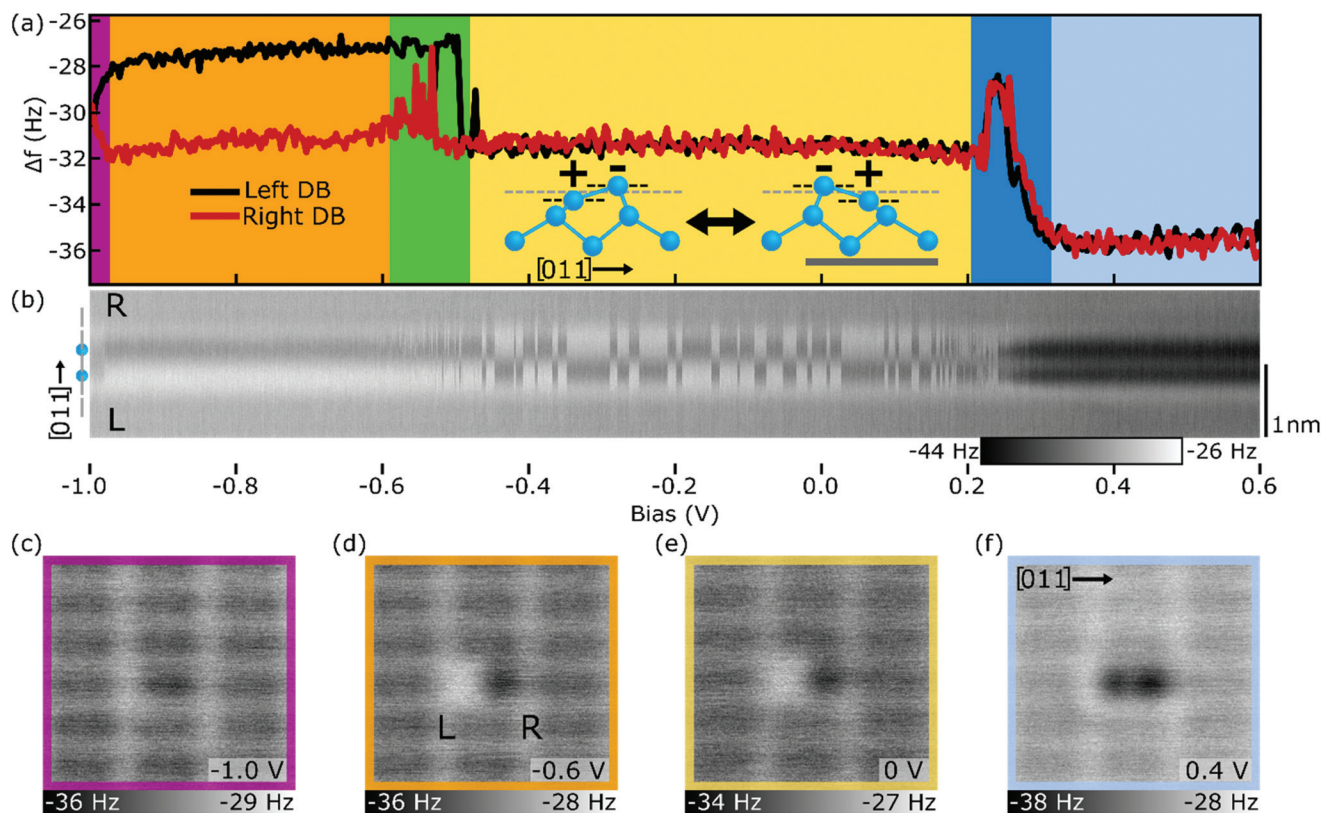 (a)
-26
-28
-30
-32
-34
-36
Δf (Hz)
Left DB
Right DB
+ -
- +
[011]
(b)
R
L
[011]
1nm
-44 Hz -26 Hz
-1.0 -0.8 -0.6 -0.4 -0.2 0.0 0.2 0.4 0.6
Bias (V)
(c)
-1.0 V
-36 Hz -29 Hz
(d)
L R
-0.6 V
-36 Hz -28 Hz
(e)
0 V
-34 Hz -27 Hz
(f)
[011]
0.4 V
-38 Hz -28 Hz